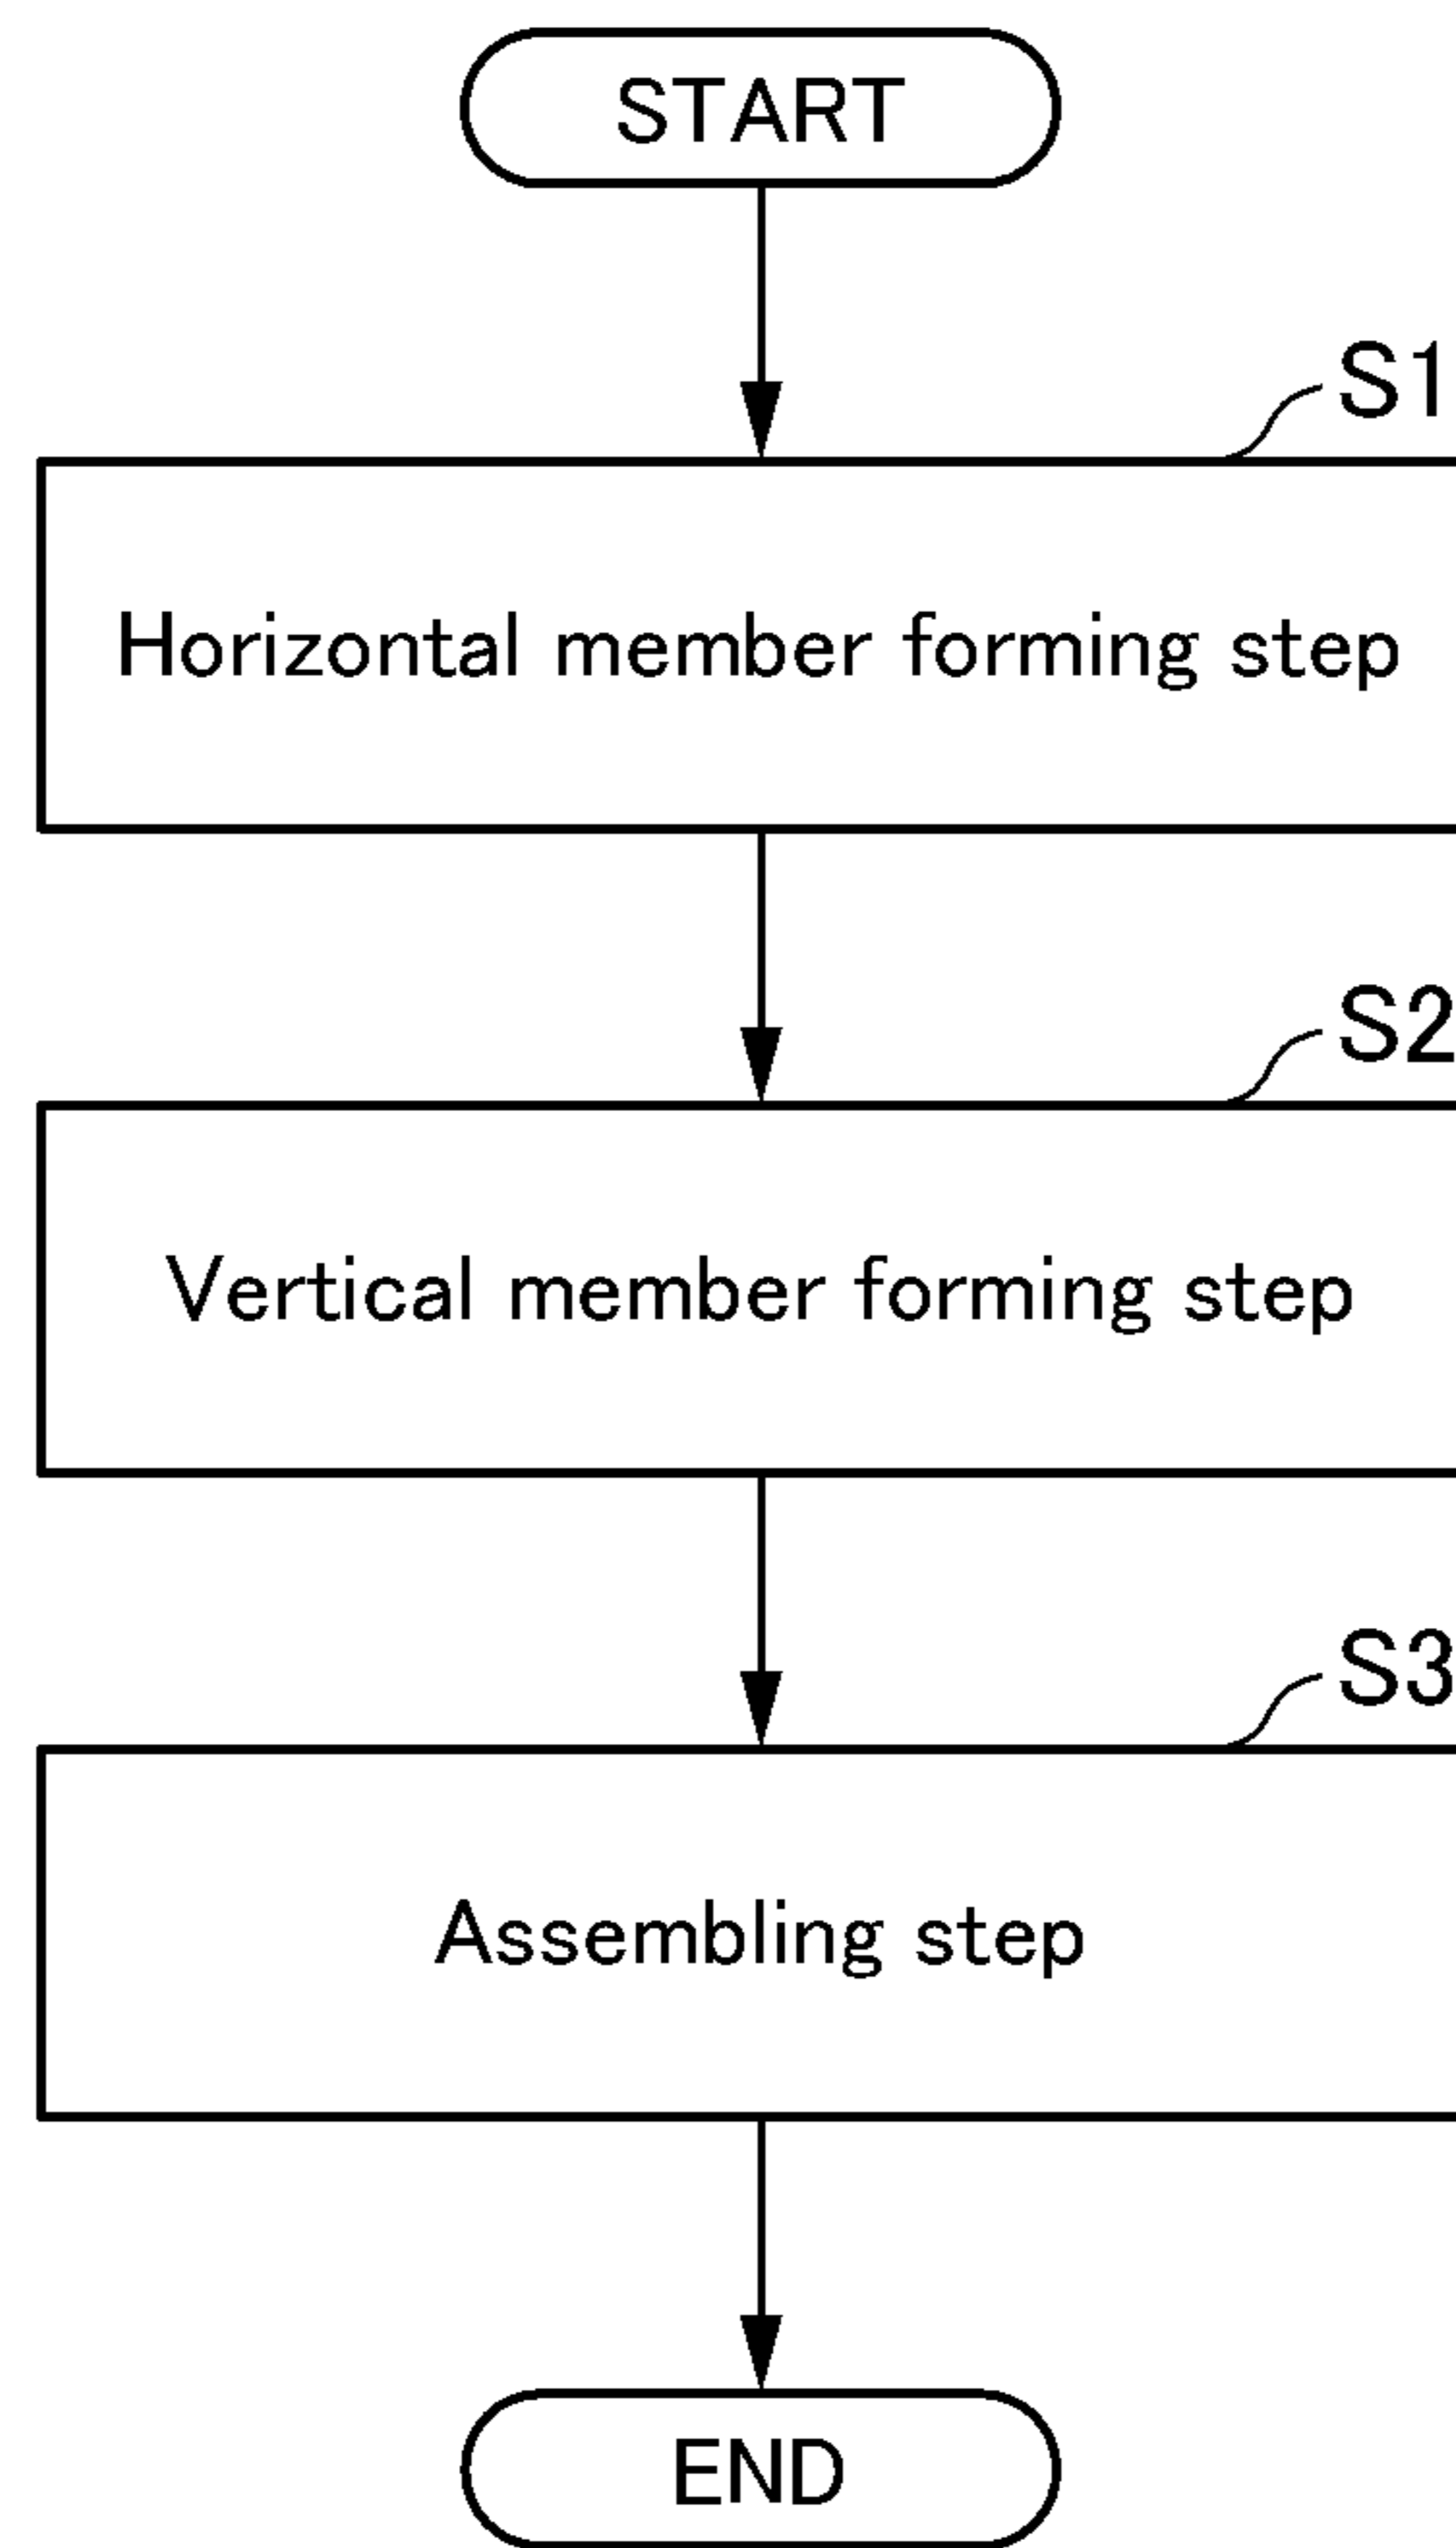 START
S1
Horizontal member forming step
S2
Vertical member forming step
S3
Assembling step
END